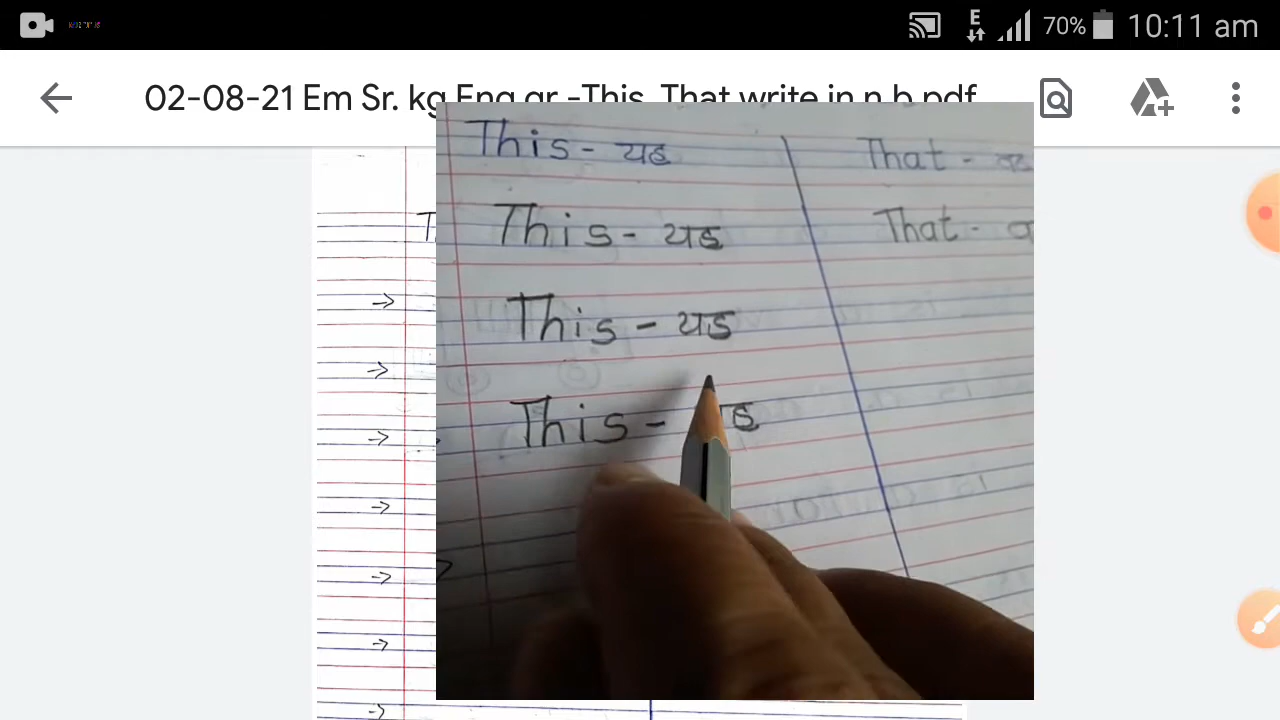 E 70% 10:11 am
02-08-21 Em Sr. kg Eng gr -This, That write in n.b.pdf
This - यह That -
This - यह That -
This - यह
This - यह